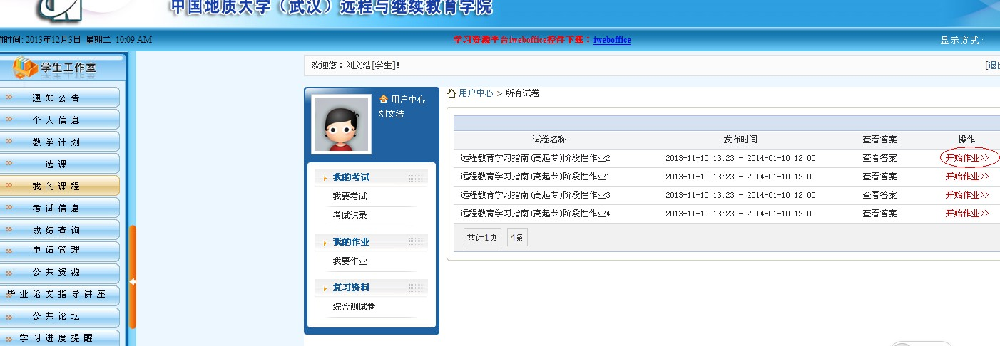 中国地质大学（武汉）远程与继续教育学院
前时间: 2013年12月3日 星期二 10:09 AM
学习资源平台iweboffice控件下载：iweboffice
显示方式:
学生工作室
通知公告
个人信息
教学计划
选课
我的课程
考试信息
成绩查询
申请管理
公共资源
毕业论文指导讲座
公共论坛
学习进度提醒
欢迎您：刘文洁[学生]!
[退出
用户中心
刘文洁
我的考试
我要考试
考试记录
我的作业
我要作业
复习资料
综合测试卷
用户中心 > 所有试卷
试卷名称 发布时间 查看答案 操作
远程教育学习指南(高起专)阶段性作业2 2013-11-10 13:23 - 2014-01-10 12:00 查看答案 开始作业>>
远程教育学习指南(高起专)阶段性作业1 2013-11-10 13:23 - 2014-01-10 12:00 查看答案 开始作业>>
远程教育学习指南(高起专)阶段性作业3 2013-11-10 13:23 - 2014-01-10 12:00 查看答案 开始作业>>
远程教育学习指南(高起专)阶段性作业4 2013-11-10 13:23 - 2014-01-10 12:00 查看答案 开始作业>>
共计1页 4条